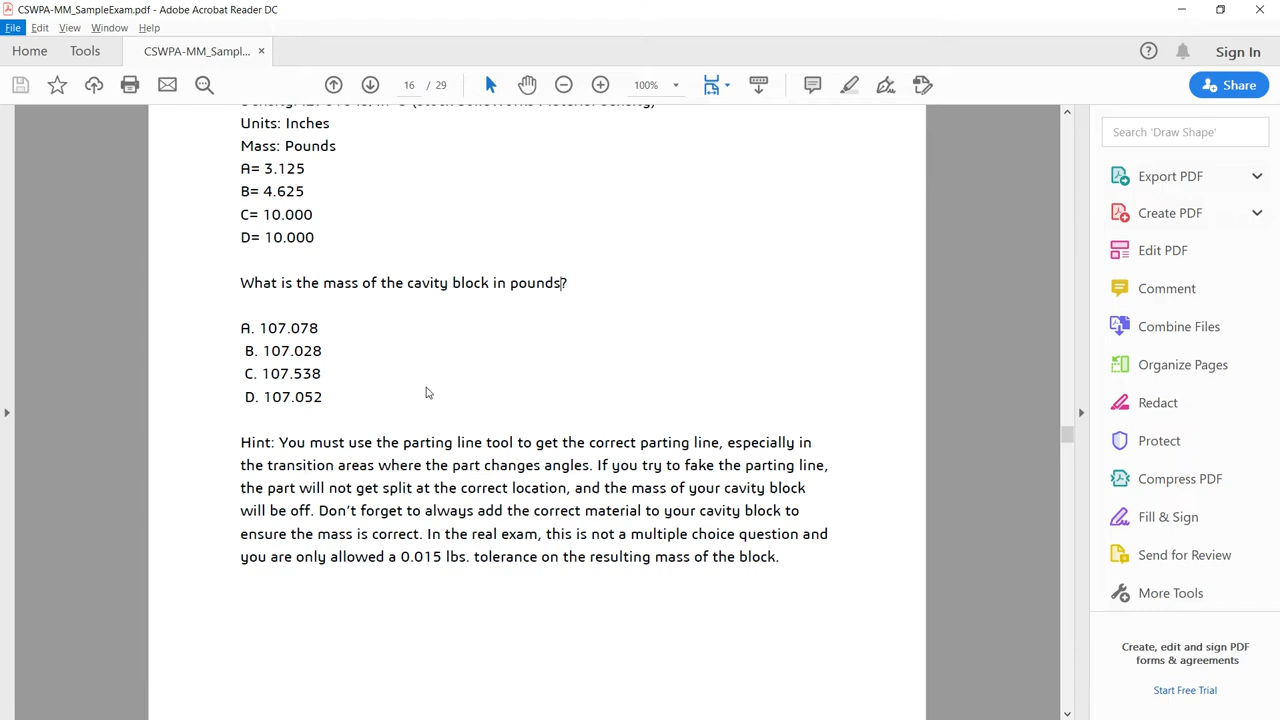 CSWPA-MM_SampleExam.pdf - Adobe Acrobat Reader DC
File Edit View Window Help
Home Tools CSWPA-MM_Sampl... ×
Sign In
16 / 29 100%
Share
Units: Inches
Mass: Pounds
A= 3.125
B= 4.625
C= 10.000
D= 10.000
What is the mass of the cavity block in pounds?
A. 107.078
B. 107.028
C. 107.538
D. 107.052
Hint: You must use the parting line tool to get the correct parting line, especially in
the transition areas where the part changes angles. If you try to fake the parting line,
the part will not get split at the correct location, and the mass of your cavity block
will be off. Don't forget to always add the correct material to your cavity block to
ensure the mass is correct. In the real exam, this is not a multiple choice question and
you are only allowed a 0.015 lbs. tolerance on the resulting mass of the block.
Search 'Draw Shape'
Export PDF
Create PDF
Edit PDF
Comment
Combine Files
Organize Pages
Redact
Protect
Compress PDF
Fill & Sign
Send for Review
More Tools
Create, edit and sign PDF
forms & agreements
Start Free Trial